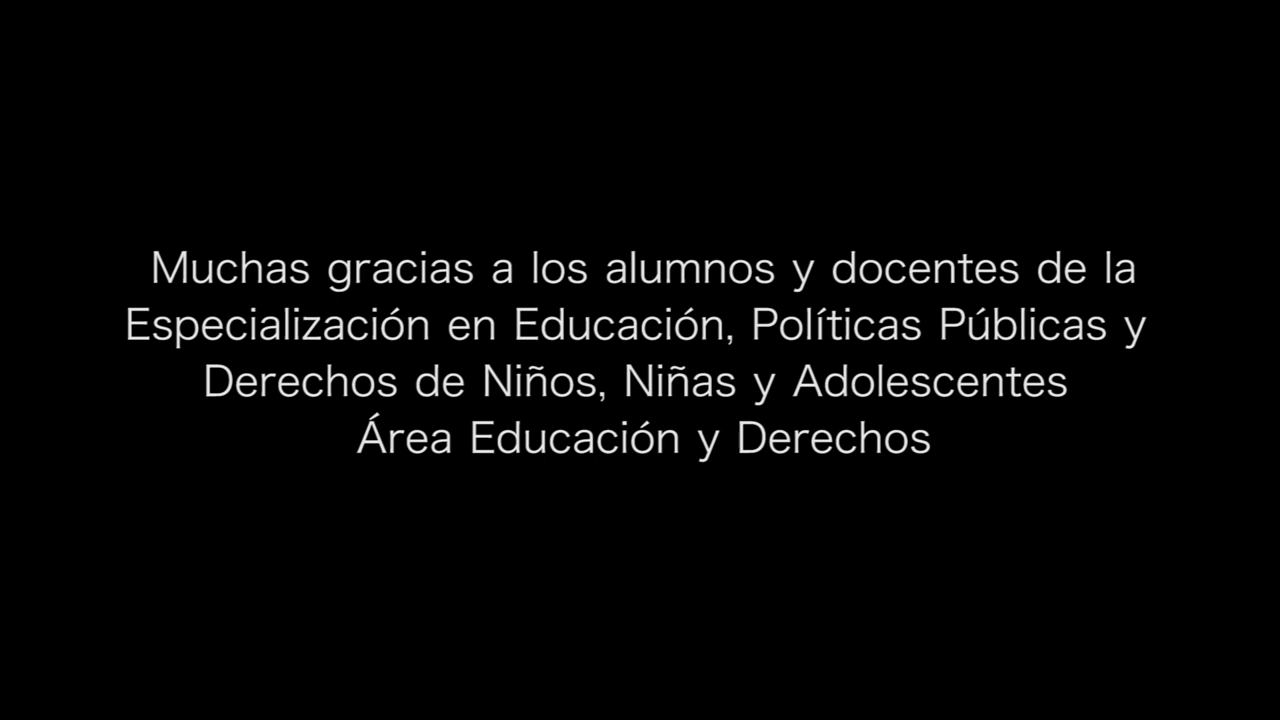 Muchas gracias a los alumnos y docentes de la
Especialización en Educación, Políticas Públicas y
Derechos de Niños, Niñas y Adolescentes
Área Educación y Derechos